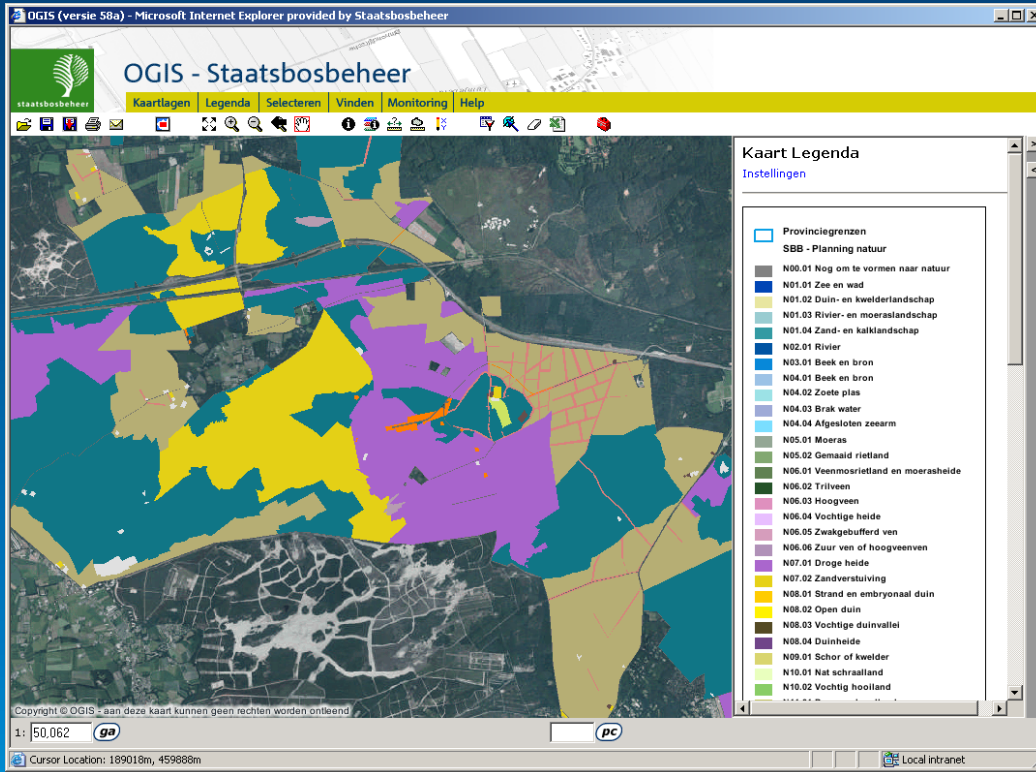 OGIS (versie 58a) - Microsoft Internet Explorer provided by Staatsbosbeheer
staatsbosbeheer
OGIS - Staatsbosbeheer
Kaartlagen Legenda Selecteren Vinden Monitoring Help
Kaart Legenda
Instellingen
Provinciegrenzen
SBB - Planning natuur
N00.01 Nog om te vormen naar natuur
N01.01 Zee en wad
N01.02 Duin- en kwelderlandschap
N01.03 Rivier- en moeraslandschap
N01.04 Zand- en kalklandschap
N02.01 Rivier
N03.01 Beek en bron
N04.01 Beek en bron
N04.02 Zoete plas
N04.03 Brak water
N04.04 Afgesloten zeearm
N05.01 Moeras
N05.02 Gemaaid rietland
N06.01 Veenmosrietland en moerasheide
N06.02 Trilveen
N06.03 Hoogveen
N06.04 Vochtige heide
N06.05 Zwakgebufferd ven
N06.06 Zuur ven of hoogveenven
N07.01 Droge heide
N07.02 Zandverstuiving
N08.01 Strand en embryonaal duin
N08.02 Open duin
N08.03 Vochtige duinvallei
N08.04 Duinheide
N09.01 Schor of kwelder
N10.01 Nat schraalland
N10.02 Vochtig hooiland
Copyright © OGIS - aan deze kaart kunnen geen rechten worden ontleend
1: 50,062 ga pc
Cursor Location: 189018m, 459888m Local intranet